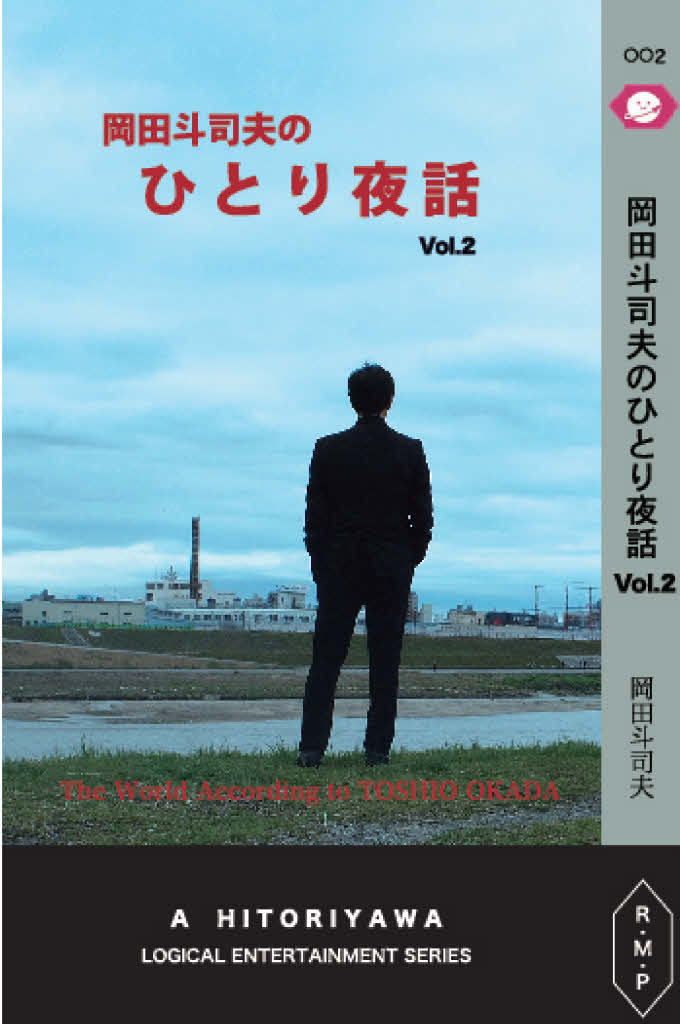 岡田斗司夫の
ひとり夜話
Vol.2
The World According to TOSHIO OKADA
A HITORIYAWA
LOGICAL ENTERTAINMENT SERIES
002
岡田斗司夫のひとり夜話
Vol.2
岡田斗司夫
R・M・P